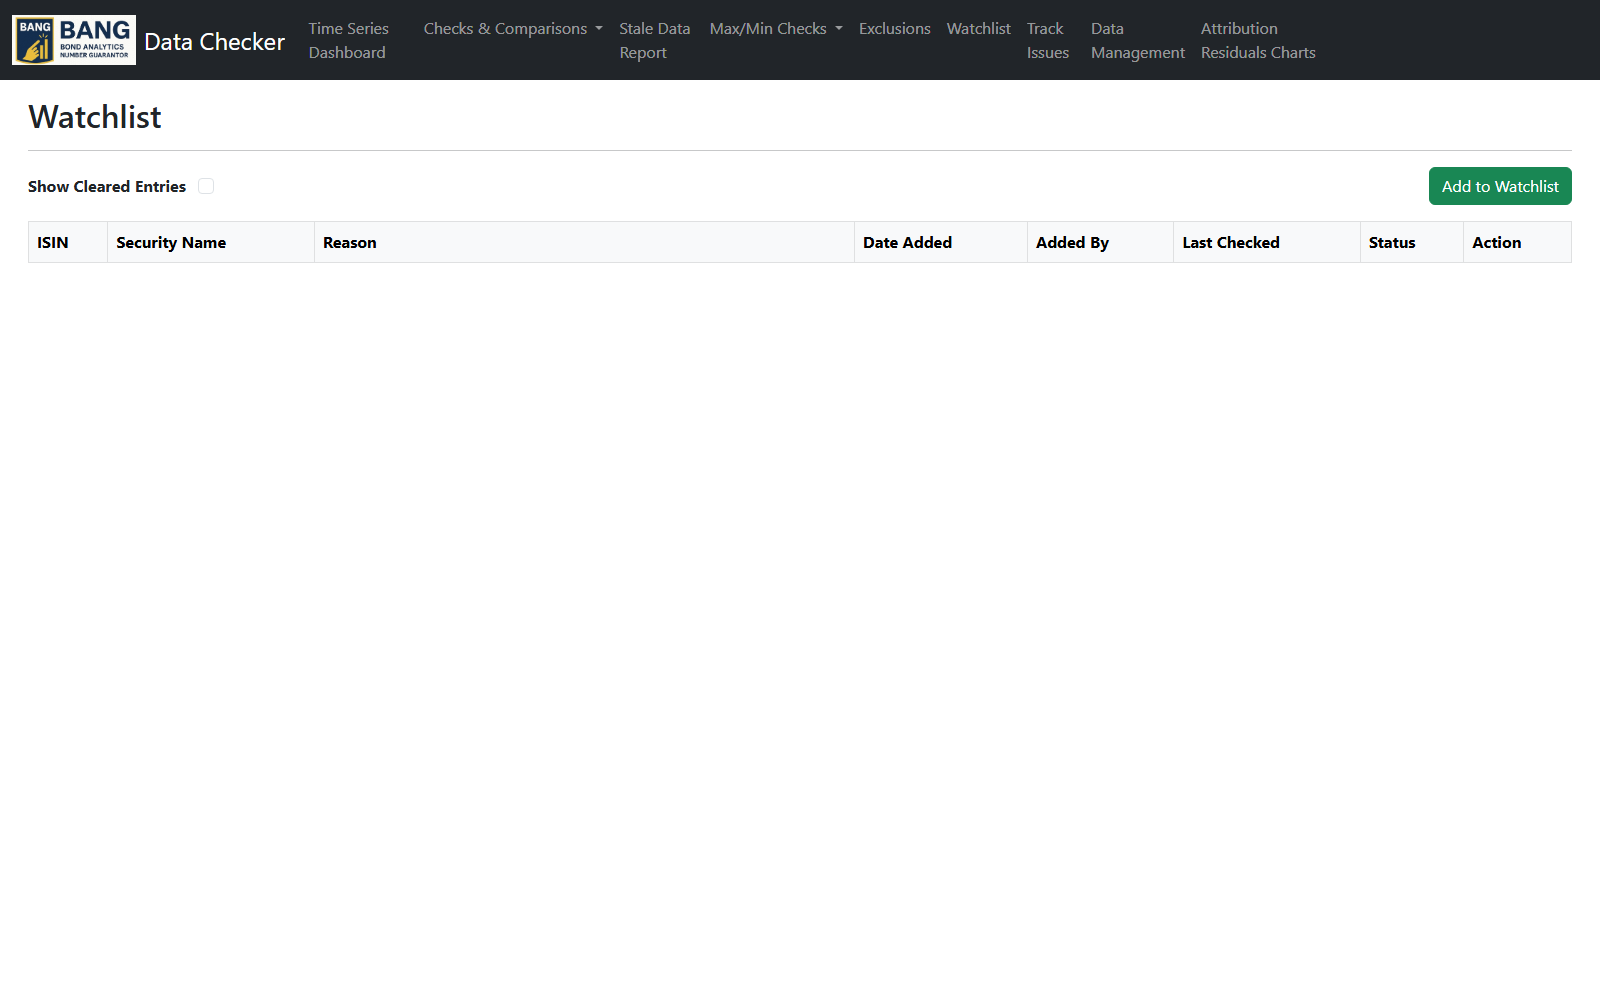 BANG
BANG
BOND ANALYTICS
NUMBER GUARANTOR
Data Checker
Time Series
Dashboard
Checks & Comparisons
Stale Data
Report
Max/Min Checks
Exclusions
Watchlist
Track
Issues
Data
Management
Attribution
Residuals Charts
Watchlist
Show Cleared Entries
Add to Watchlist
ISIN
Security Name
Reason
Date Added
Added By
Last Checked
Status
Action